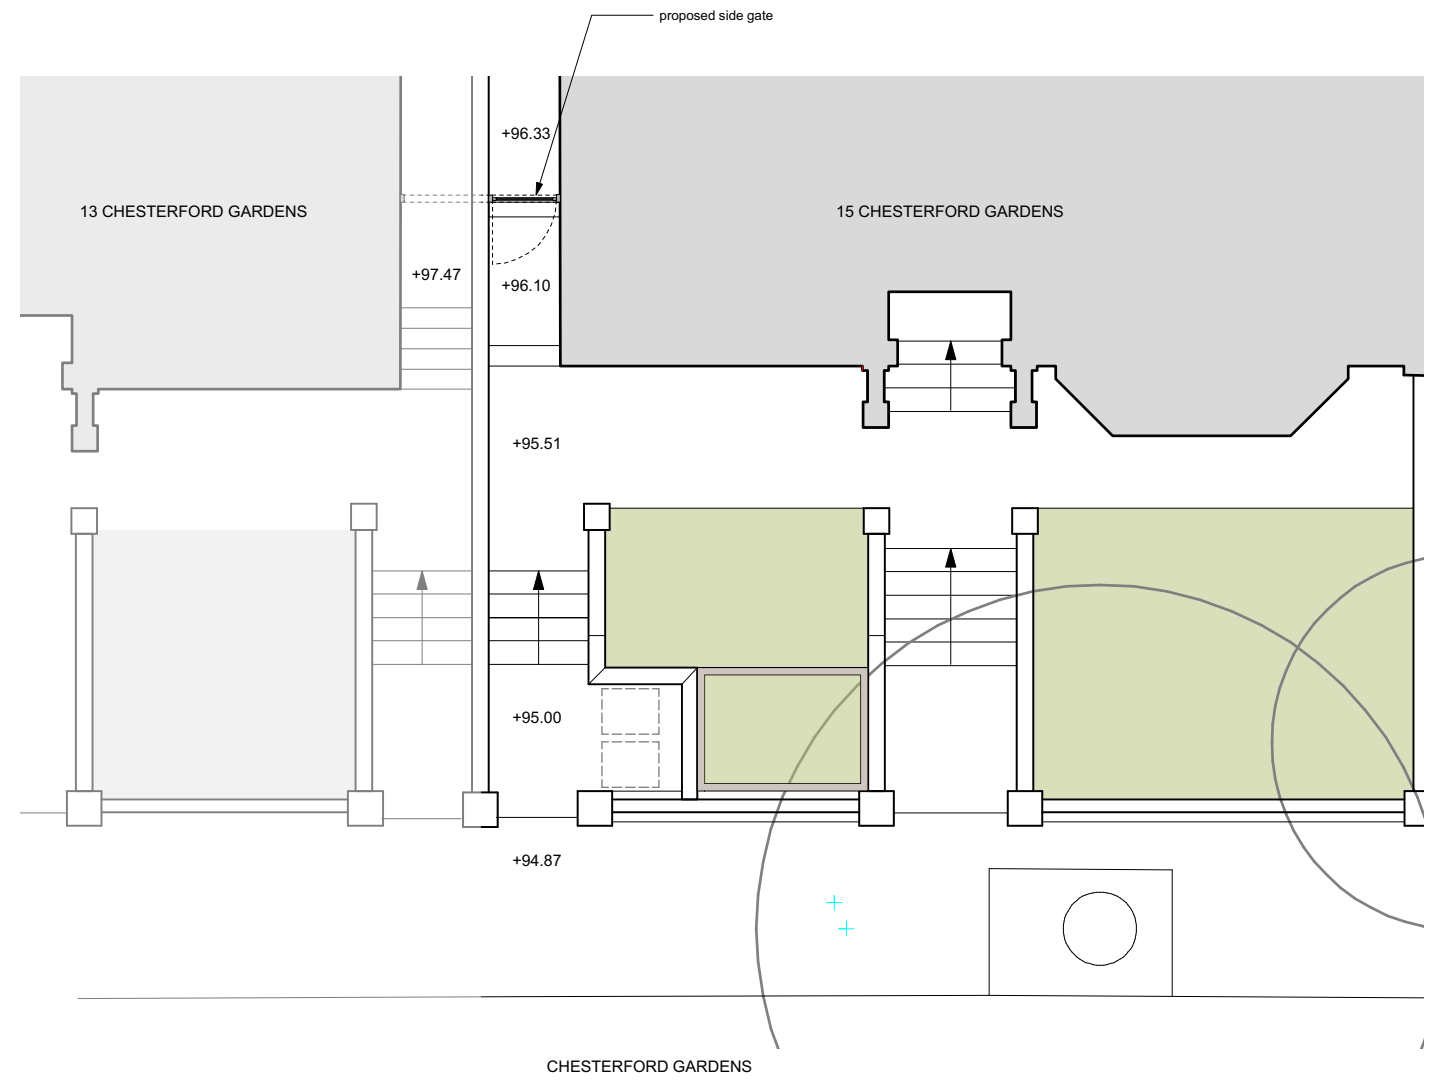 proposed side gate
+96.33
13 CHESTERFORD GARDENS
15 CHESTERFORD GARDENS
+97.47
+96.10
+95.51
+95.00
+94.87
CHESTERFORD GARDENS